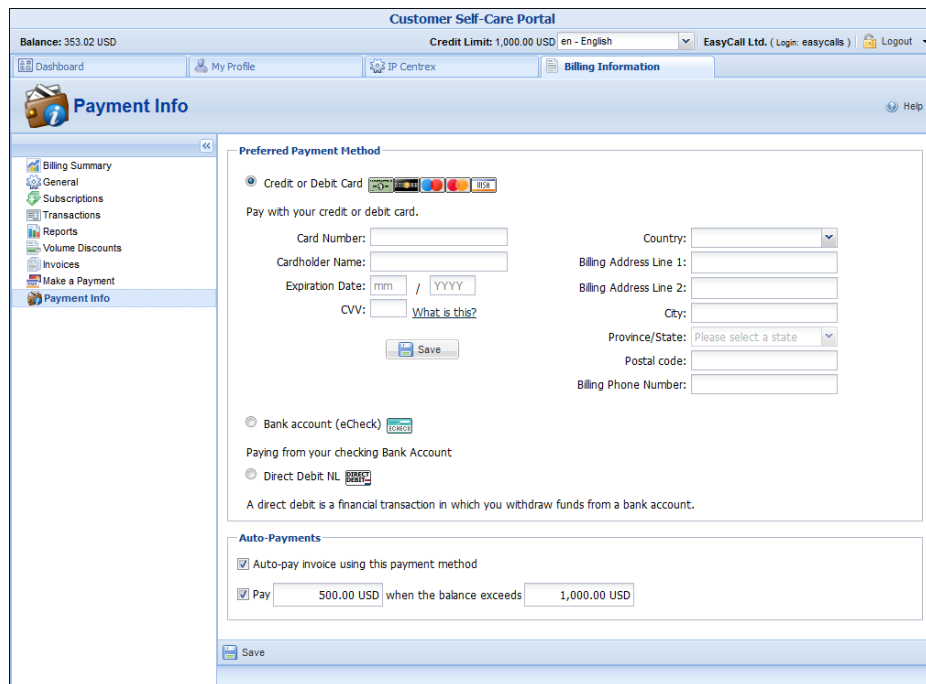 Customer Self-Care Portal
Balance: 353.02 USD Credit Limit: 1,000.00 USD en - English EasyCall Ltd. ( Login: easycalls ) Logout
Dashboard My Profile IP Centrex Billing Information
Payment Info Help
Billing Summary
General
Subscriptions
Transactions
Reports
Volume Discounts
Invoices
Make a Payment
Payment Info
Preferred Payment Method
Credit or Debit Card VISA
Pay with your credit or debit card.
Card Number:
Cardholder Name:
Expiration Date: mm / YYYY
CVV: What is this?
Save
Country:
Billing Address Line 1:
Billing Address Line 2:
City:
Province/State: Please select a state
Postal code:
Billing Phone Number:
Bank account (eCheck) ECHECK
Paying from your checking Bank Account
Direct Debit NL DIRECT DEBIT
A direct debit is a financial transaction in which you withdraw funds from a bank account.
Auto-Payments
Auto-pay invoice using this payment method
Pay 500.00 USD when the balance exceeds 1,000.00 USD
Save